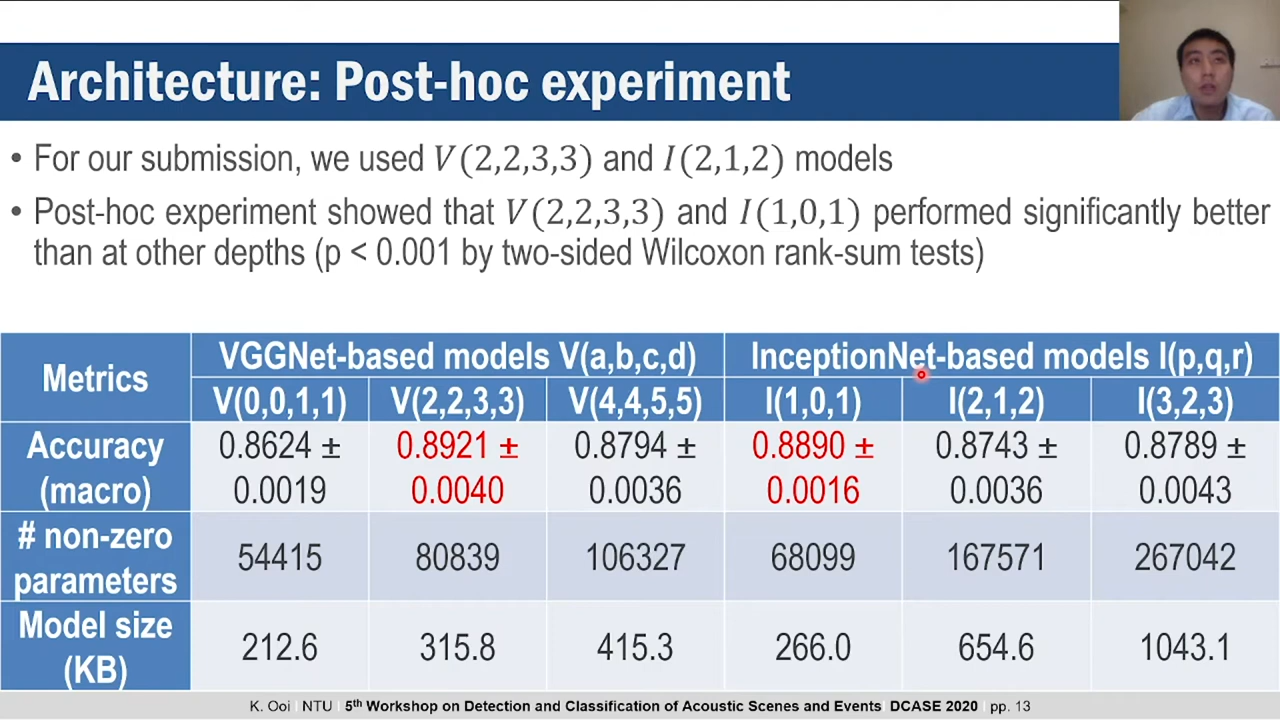 Architecture: Post-hoc experiment
• For our submission, we used V(2,2,3,3) and I(2,1,2) models
• Post-hoc experiment showed that V(2,2,3,3) and I(1,0,1) performed significantly better
than at other depths (p < 0.001 by two-sided Wilcoxon rank-sum tests)
Metrics
VGGNet-based models V(a,b,c,d) InceptionNet-based models I(p,q,r)
V(0,0,1,1) V(2,2,3,3) V(4,4,5,5) I(1,0,1) I(2,1,2) I(3,2,3)
Accuracy 0.8624 ± 0.8921 ± 0.8794 ± 0.8890 ± 0.8743 ± 0.8789 ±
(macro) 0.0019 0.0040 0.0036 0.0016 0.0036 0.0043
# non-zero
parameters
54415 80839 106327 68099 167571 267042
Model size
(KB)
212.6 315.8 415.3 266.0 654.6 1043.1
K. Ooi | NTU | 5th Workshop on Detection and Classification of Acoustic Scenes and Events | DCASE 2020 | pp. 13